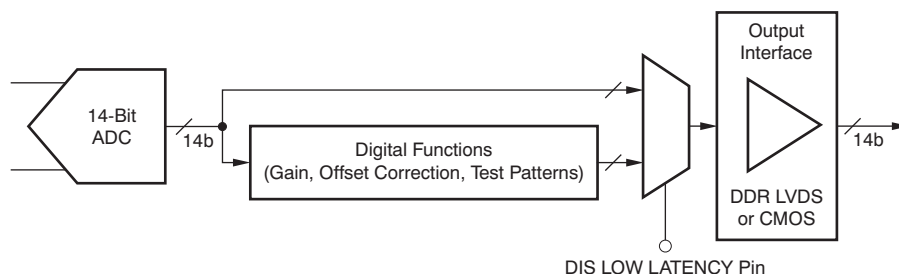 14-Bit
ADC
14b
Digital Functions
(Gain, Offset Correction, Test Patterns)
DIS LOW LATENCY Pin
Output
Interface
DDR LVDS
or CMOS
14b